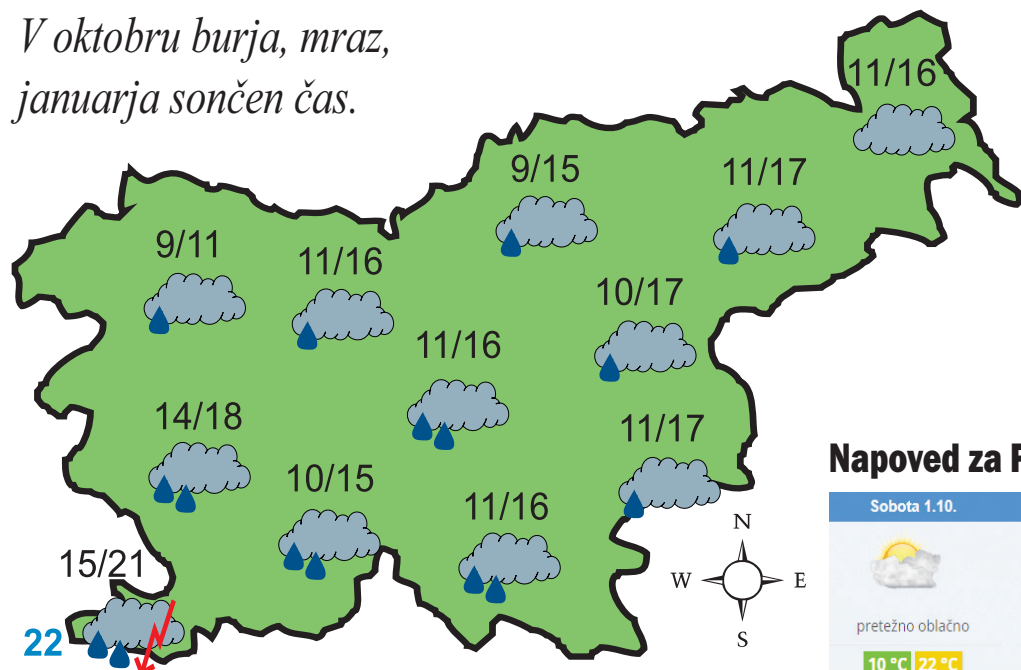 V oktobru burja, mraz,
januarja sončen čas.
11/16
9/15
11/17
9/11
11/16
10/17
11/16
14/18
11/17
10/15
11/16
15/21
22
N
W E
S
Napoved za
Sobota 1.10.
pretežno oblačno
10 °C 22 °C